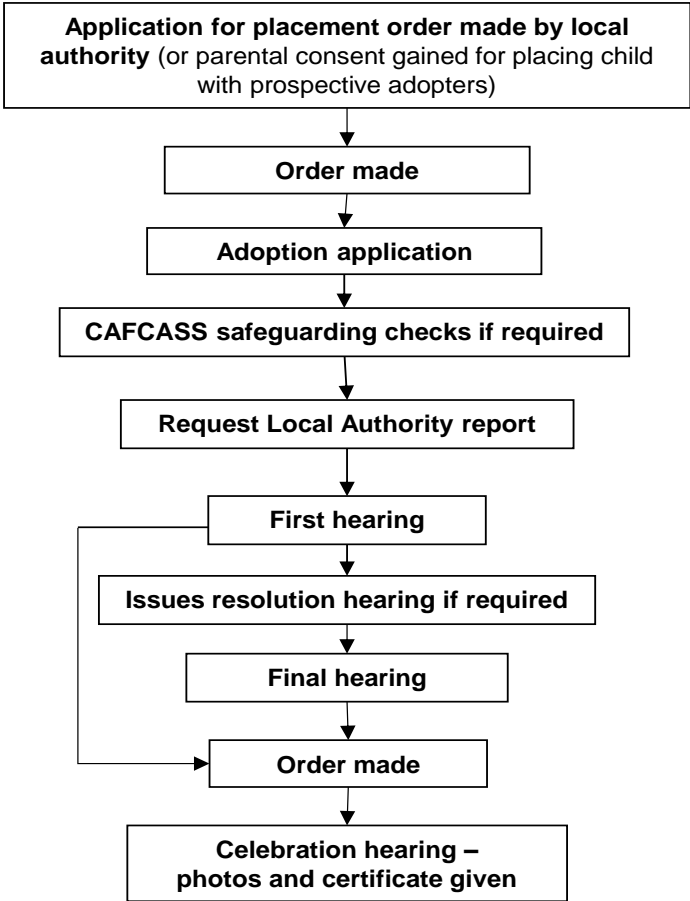 Application for placement order made by local
authority (or parental consent gained for placing child
with prospective adopters)
Order made
Adoption application
CAFCASS safeguarding checks if required
Request Local Authority report
First hearing
Issues resolution hearing if required
Final hearing
Order made
Celebration hearing –
photos and certificate given